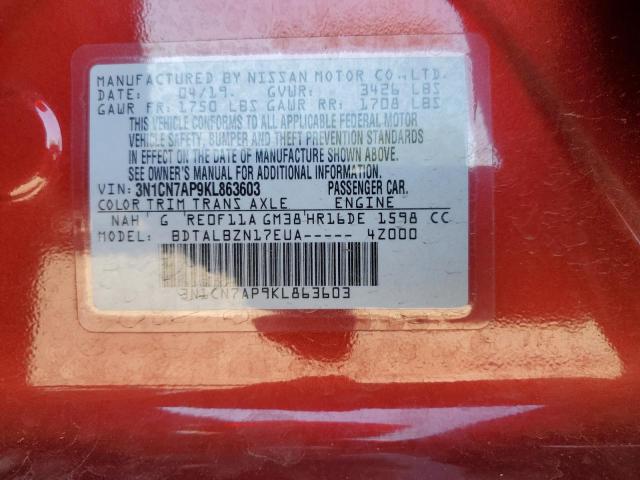 MANUFACTURED BY NISSAN MOTOR CO.,LTD.
DATE: 04/19. GVWR: 3426 LBS
GAWR FR: 1750 LBS GAWR RR: 1708 LBS
THIS VEHICLE CONFORMS TO ALL APPLICABLE FEDERAL MOTOR
VEHICLE SAFETY, BUMPER AND THEFT PREVENTION STANDARDS
IN EFFECT ON THE DATE OF MANUFACTURE SHOWN ABOVE.
SEE OWNER'S MANUAL FOR ADDITIONAL INFORMATION.
VIN: 3N1CN7AP9KL863603 PASSENGER CAR.
COLOR TRIM TRANS AXLE ENGINE
NAH ' G 'RE0F11A GM38'HR16DE 1598 CC
MODEL: BDTALBZN17EUA----- 4Z000
3N1CN7AP9KL863603